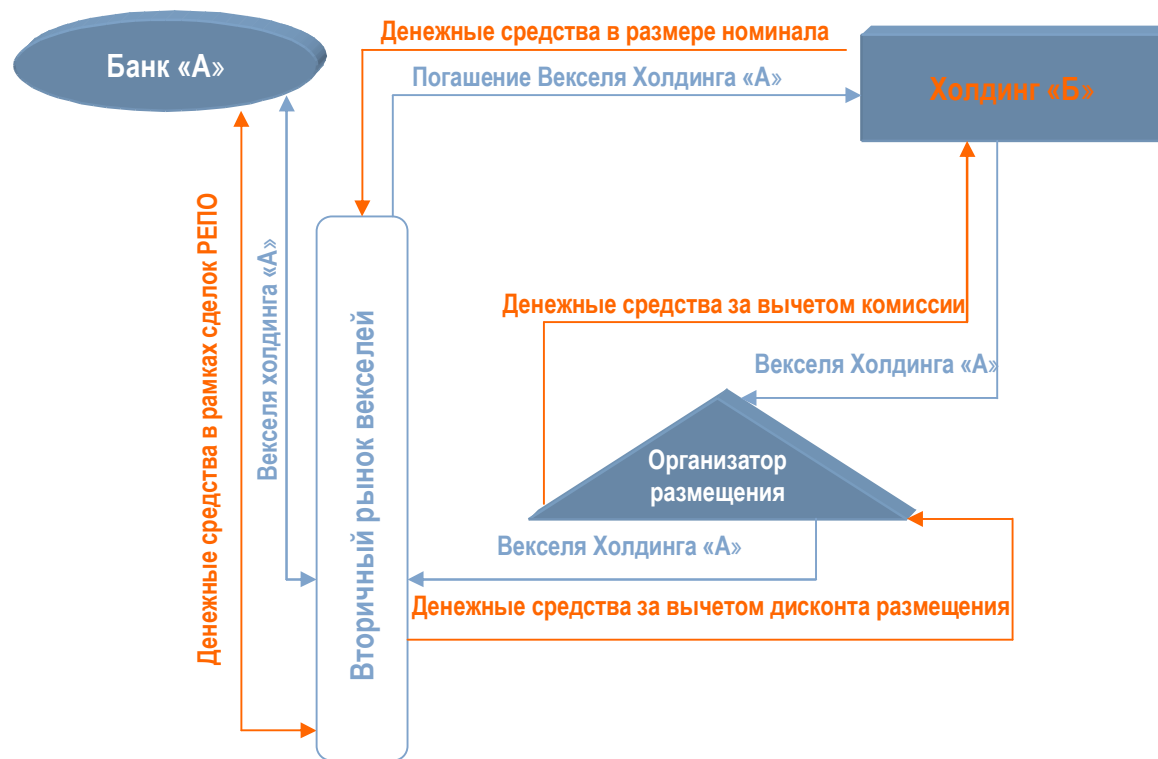 Денежные средства в размере номинала
Банк «А»
Погашение Векселя Холдинга «А»
Холдинг «Б»
Денежные средства в рамках сделок РЕПО
Векселя холдинга «А»
Вторичный рынок векселей
Денежные средства за вычетом комиссии
Векселя Холдинга «А»
Организатор
размещения
Векселя Холдинга «А»
Денежные средства за вычетом дисконта размещения